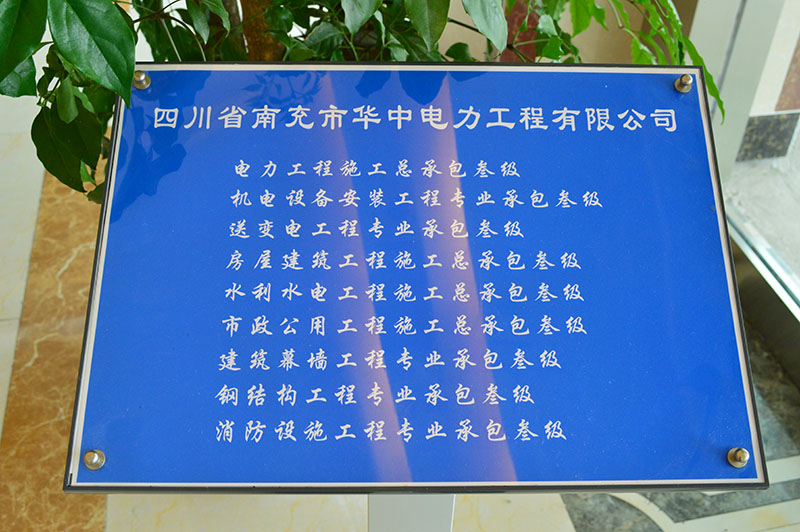 四川省南充市华中电力工程有限公司
电力工程施工总承包叁级
机电设备安装工程专业承包叁级
送变电工程专业承包叁级
房屋建筑工程施工总承包叁级
水利水电工程施工总承包叁级
市政公用工程施工总承包叁级
建筑幕墙工程专业承包叁级
钢结构工程专业承包叁级
消防设施工程专业承包叁级